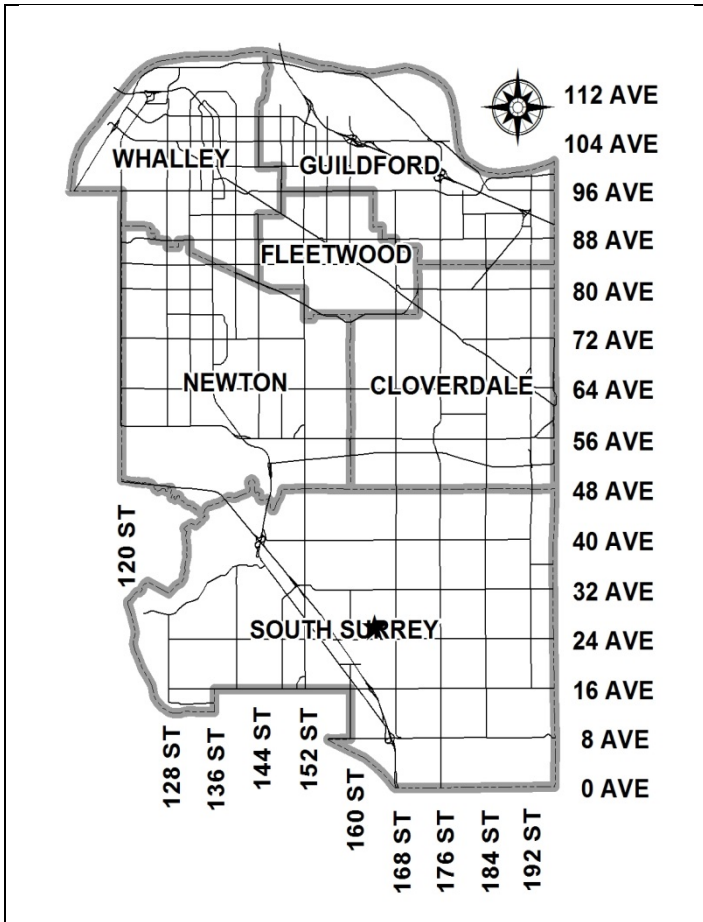 112 AVE
104 AVE
WHALLEY
GUILDFORD
96 AVE
88 AVE
FLEETWOOD
80 AVE
72 AVE
NEWTON
CLOVERDALE
64 AVE
56 AVE
48 AVE
120 ST
40 AVE
32 AVE
SOUTH SURREY
24 AVE
16 AVE
128 ST
136 ST
144 ST
152 ST
8 AVE
160 ST
0 AVE
168 ST
176 ST
184 ST
192 ST